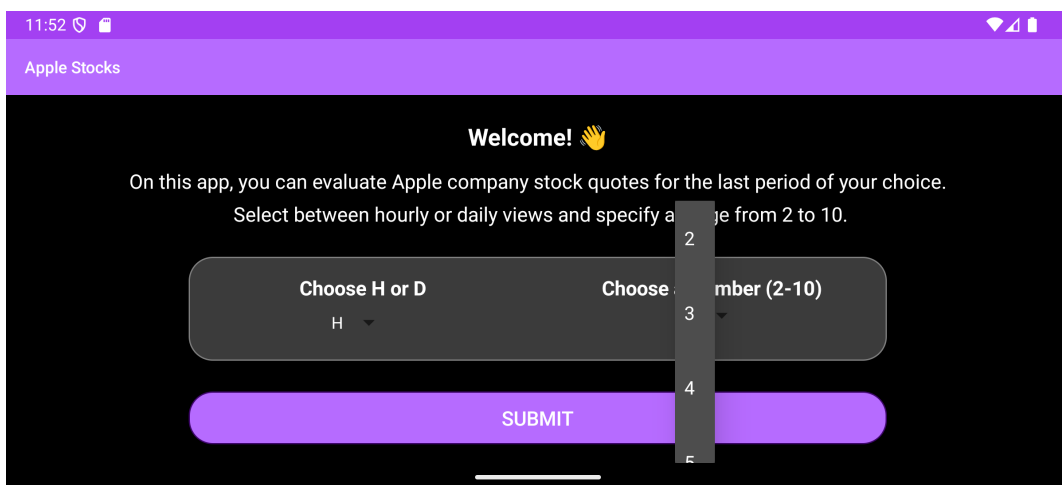 11:52
Apple Stocks
Welcome! 👋
On this app, you can evaluate Apple company stock quotes for the last period of your choice.
Select between hourly or daily views and specify a ge from 2 to 10.
Choose H or D
Choose mber (2-10)
H
2
3
4
5
SUBMIT